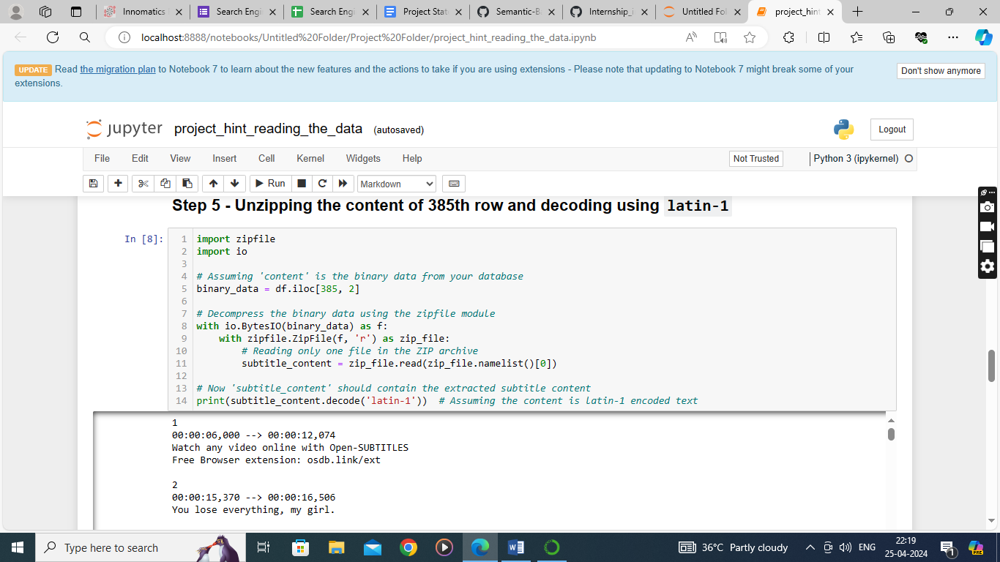 Innomatics
Search Engi
Search Engi
Project Stat
Semantic-B
Internship_i
Untitled Fol
project_hint
localhost:8888/notebooks/Untitled%20Folder/Project%20Folder/project_hint_reading_the_data.ipynb
UPDATE Read the migration plan to Notebook 7 to learn about the new features and the actions to take if you are using extensions - Please note that updating to Notebook 7 might break some of your
extensions.
Don't show anymore
jupyter project_hint_reading_the_data (autosaved)
Logout
File Edit View Insert Cell Kernel Widgets Help
Not Trusted
Python 3 (ipykernel)
Run
Markdown
Step 5 - Unzipping the content of 385th row and decoding using latin-1
In [8]:
1 import zipfile
2 import io
3
4 # Assuming 'content' is the binary data from your database
5 binary_data = df.iloc[385, 2]
6
7 # Decompress the binary data using the zipfile module
8 with io.BytesIO(binary_data) as f:
9     with zipfile.ZipFile(f, 'r') as zip_file:
10         # Reading only one file in the ZIP archive
11         subtitle_content = zip_file.read(zip_file.namelist()[0])
12
13 # Now 'subtitle_content' should contain the extracted subtitle content
14 print(subtitle_content.decode('latin-1'))  # Assuming the content is latin-1 encoded text
1
00:00:06,000 --> 00:00:12,074
Watch any video online with Open-SUBTITLES
Free Browser extension: osdb.link/ext
2
00:00:15,370 --> 00:00:16,506
You lose everything, my girl.
Type here to search
36°C Partly cloudy
ENG
22:19
25-04-2024
1
PRE